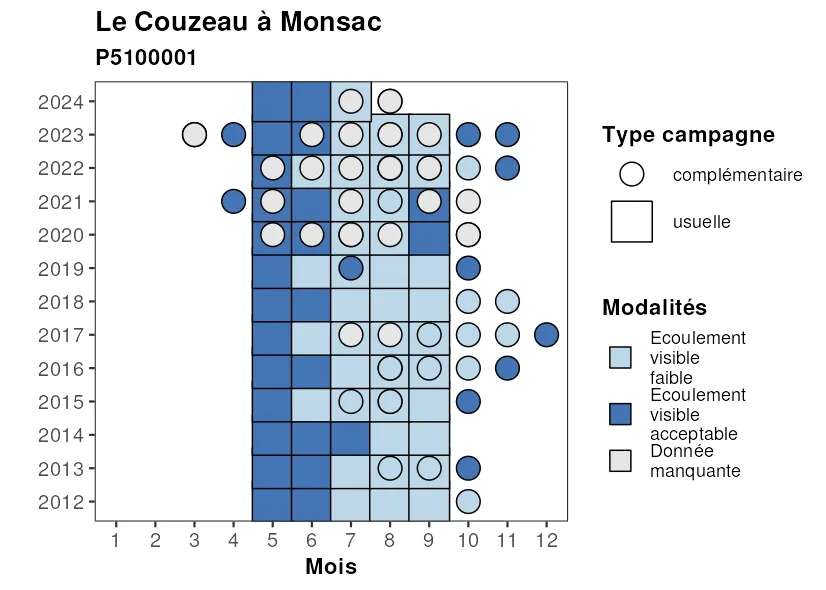 Le Couzeau à Monsac
P5100001
2024
2023
2022
2021
2020
2019
2018
2017
2016
2015
2014
2013
2012
1 2 3 4 5 6 7 8 9 10 11 12
Mois
Type campagne
complémentaire
usuelle
Modalités
Ecoulement
visible
faible
Ecoulement
visible
acceptable
Donnée
manquante